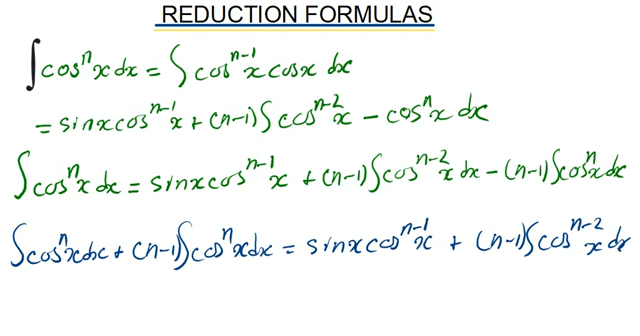 REDUCTION FORMULAS
∫cosⁿx dx = ∫cosⁿ⁻¹x cosx dx
= sinx cosⁿ⁻¹x + (n-1)∫cosⁿ⁻²x - cosⁿx dx
∫cosⁿx dx = sinx cosⁿ⁻¹x + (n-1)∫cosⁿ⁻²x dx - (n-1)∫cosⁿx dx
∫cosⁿx dx + (n-1)∫cosⁿx dx = sinx cosⁿ⁻¹x + (n-1)∫cosⁿ⁻²x dx